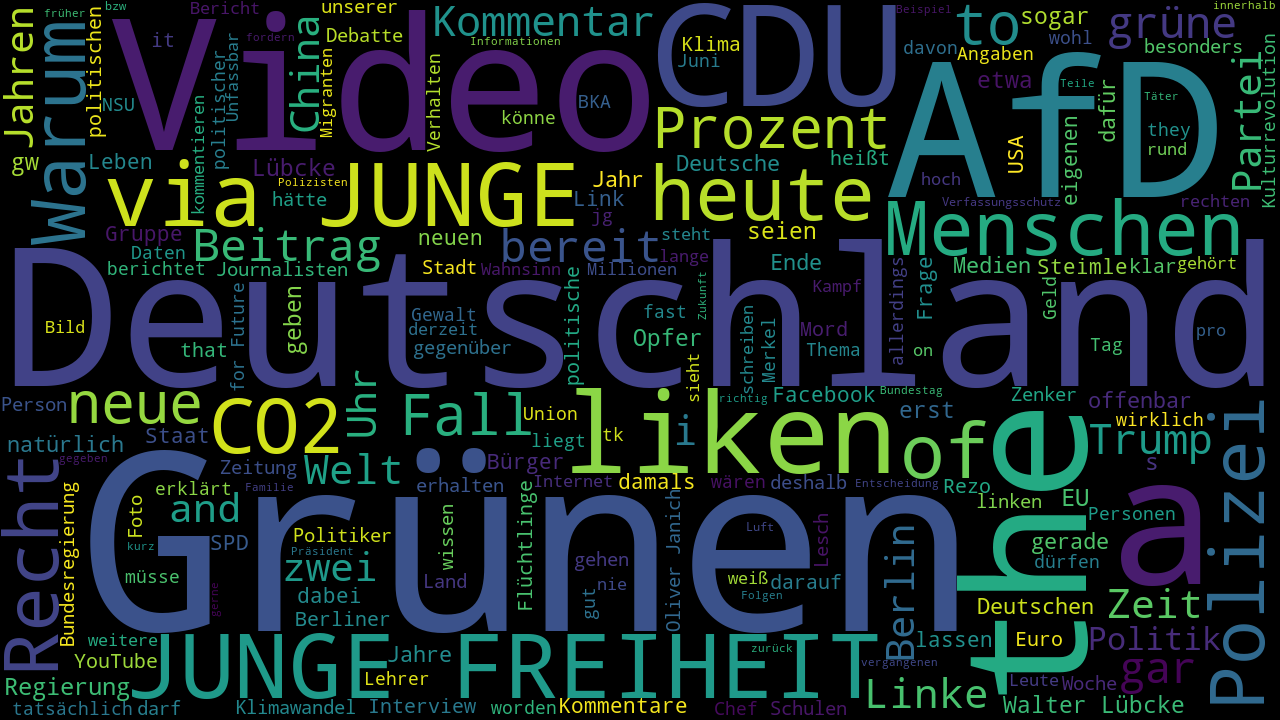 früher
bzw
Bericht
unserer
Kommentar
CDU
to
sogar
grüne
Beispiel
innerhalb
Jahren
warum
politischen
it
Video
fordern
Debatte
Informationen
Klima
Juni
davon
wohl
Angaben
besonders
NSU
politischer
Unfassbar
China
Migranten
Verhalten
BKA
könne
AfD
etwa
Teile
Täter
dafür
Partei
Kulturrevolution
gw
Leben
kommentieren
Lübcke
Polizisten
hätte
Prozent
Deutsche
heißt
USA
eigenen
they
rund
via
JUNGE
Jahr
Link
jg
heute
hoch
Verfassungsschutz
rechten
Gruppe
Daten
Beitrag
neuen
bereit
steht
lange
seien
Menschen
berichtet
Journalisten
Stadt
Wahnsinn
Millionen
Ende
allerdings
Frage
Medien
Steimle
klar
gehört
Deutschland
Bild
that
for Future
geben
Gewalt
derzeit
gegenüber
politische
fast
Opfer
Zukunft
schreiben
Merkel
Kampf
Mord
Thema
on
Geld
Tag
pro
Person
neue
CO2
Uhr
Fall
Union
liegt
tk
liken
sieht
richtig
Facebook
Bundestag
erst
Zenker
offenbar
wirklich
natürlich
Staat
gegeben
Zeitung
Familie
Welt
erhalten
Bürger
Internet
damals
i
wären
deshalb
of
Entscheidung
Rezo
linken
the
Trump
s
EU
Personen
Polizei
Recht
Bundesregierung
erklärt
Foto
kurz
and
SPD
Politiker
Präsident
Grünen
wissen
Flüchtlinge
Oliver Janich
Luft
Lesch
Berlin
gerade
dürfen
a
müsse
zwei
dabei
Berliner
Land
gehen
gut
nie
weiß
Folgen
darauf
Deutschen
Zeit
gerne
weitere
YouTube
JUNGE FREIHEIT
Jahre
Lehrer
zurück
vergangenen
lassen
Euro
Politik
Regierung
Leute
Woche
gar
tatsächlich
darf
Klimawandel
Interview
worden
Kommentare
Chef
Schulen
Linke
Walter Lübcke